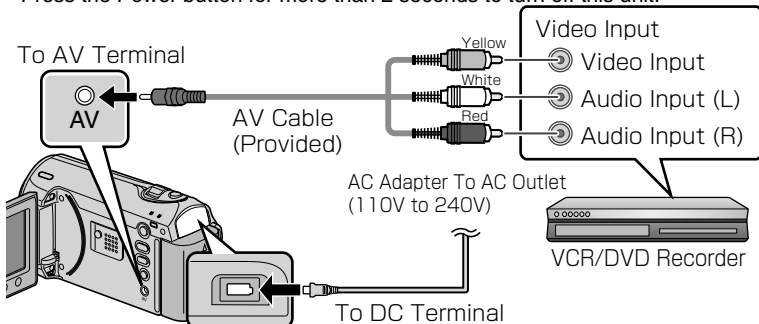 Press the Power button for more than 2 seconds to turn off this unit.
To AV Terminal
AV
AV Cable
(Provided)
Yellow
White
Red
Video Input
Video Input
Audio Input (L)
Audio Input (R)
AC Adapter To AC Outlet
(110V to 240V)
To DC Terminal
VCR/DVD Recorder